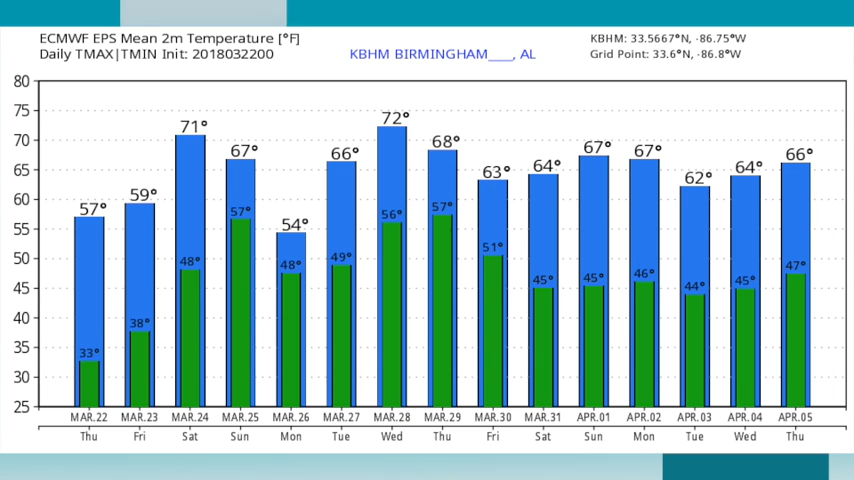 ECMWF EPS Mean 2m Temperature [°F]
Daily TMAX|TMIN Init: 2018032200
KBHM BIRMINGHAM___, AL
KBHM: 33.5667°N, -86.75°W
Grid Point: 33.6°N, -86.8°W
80
75
70
65
60
55
50
45
40
35
30
25
57° 59° 71° 67° 54° 66° 72° 68° 63° 64° 67° 67° 62° 64° 66°
33° 38° 48° 57° 48° 49° 56° 57° 51° 45° 45° 46° 44° 45° 47°
MAR.22 MAR.23 MAR.24 MAR.25 MAR.26 MAR.27 MAR.28 MAR.29 MAR.30 MAR.31 APR.01 APR.02 APR.03 APR.04 APR.05
Thu Fri Sat Sun Mon Tue Wed Thu Fri Sat Sun Mon Tue Wed Thu